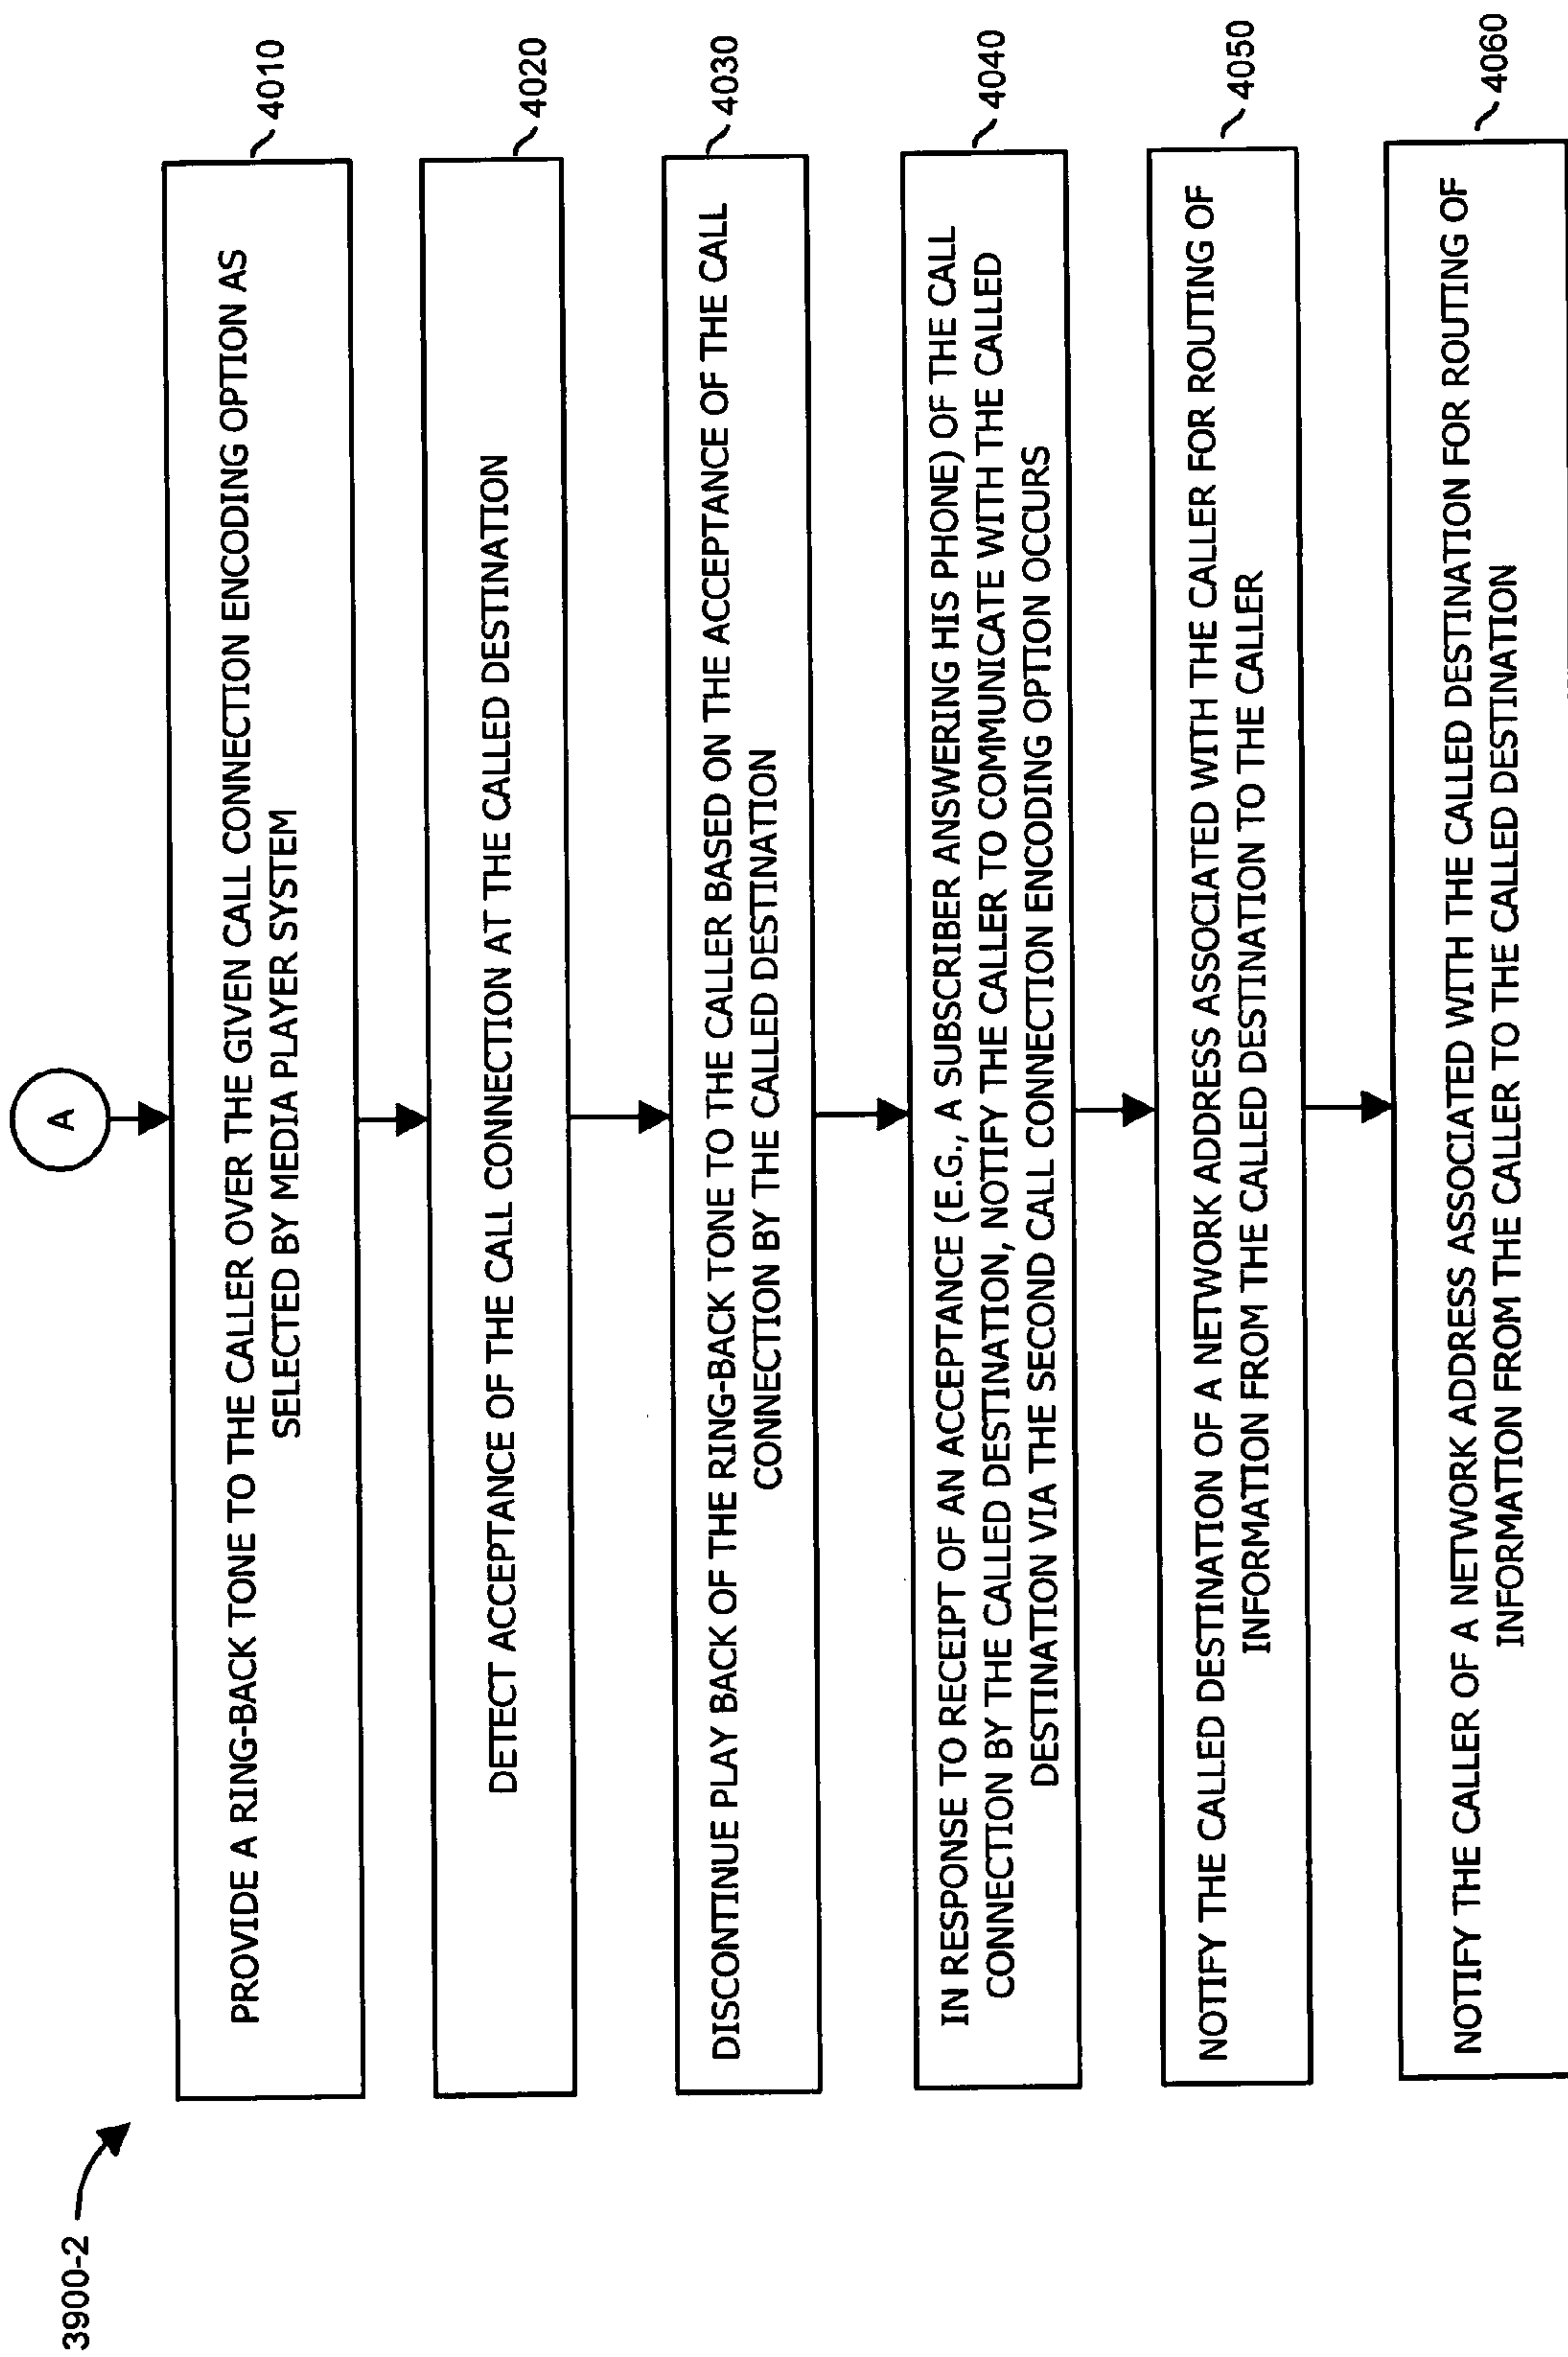 3900-2
A
PROVIDE A RING-BACK TONE TO THE CALLER OVER THE GIVEN CALL CONNECTION ENCODING OPTION AS
SELECTED BY MEDIA PLAYER SYSTEM
4010
DETECT ACCEPTANCE OF THE CALL CONNECTION AT THE CALLED DESTINATION
4020
DISCONTINUE PLAY BACK OF THE RING-BACK TONE TO THE CALLER BASED ON THE ACCEPTANCE OF THE CALL
CONNECTION BY THE CALLED DESTINATION
4030
IN RESPONSE TO RECEIPT OF AN ACCEPTANCE (E.G., A SUBSCRIBER ANSWERING HIS PHONE) OF THE CALL
CONNECTION BY THE CALLED DESTINATION, NOTIFY THE CALLER TO COMMUNICATE WITH THE CALLED
DESTINATION VIA THE SECOND CALL CONNECTION ENCODING OPTION OCCURS
4040
NOTIFY THE CALLED DESTINATION OF A NETWORK ADDRESS ASSOCIATED WITH THE CALLER FOR ROUTING OF
INFORMATION FROM THE CALLED DESTINATION TO THE CALLER
4050
NOTIFY THE CALLER OF A NETWORK ADDRESS ASSOCIATED WITH THE CALLED DESTINATION FOR ROUTING OF
INFORMATION FROM THE CALLER TO THE CALLED DESTINATION
4060